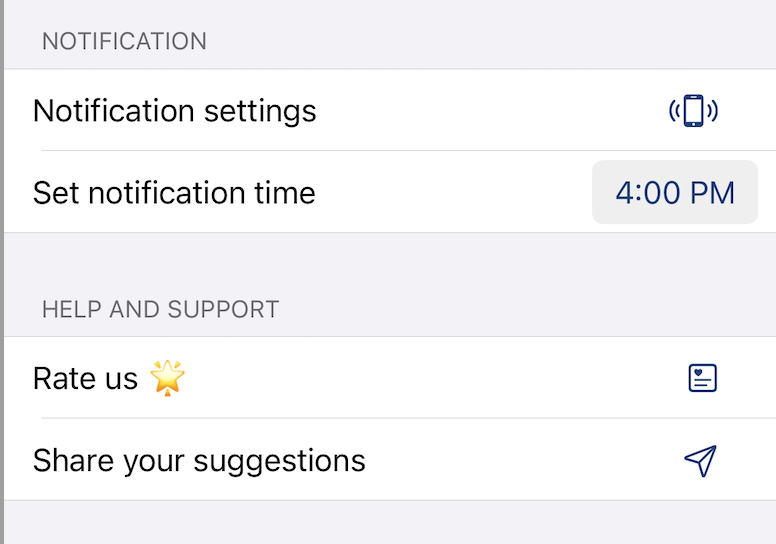 NOTIFICATION
Notification settings
Set notification time 4:00 PM
HELP AND SUPPORT
Rate us 🌟
Share your suggestions